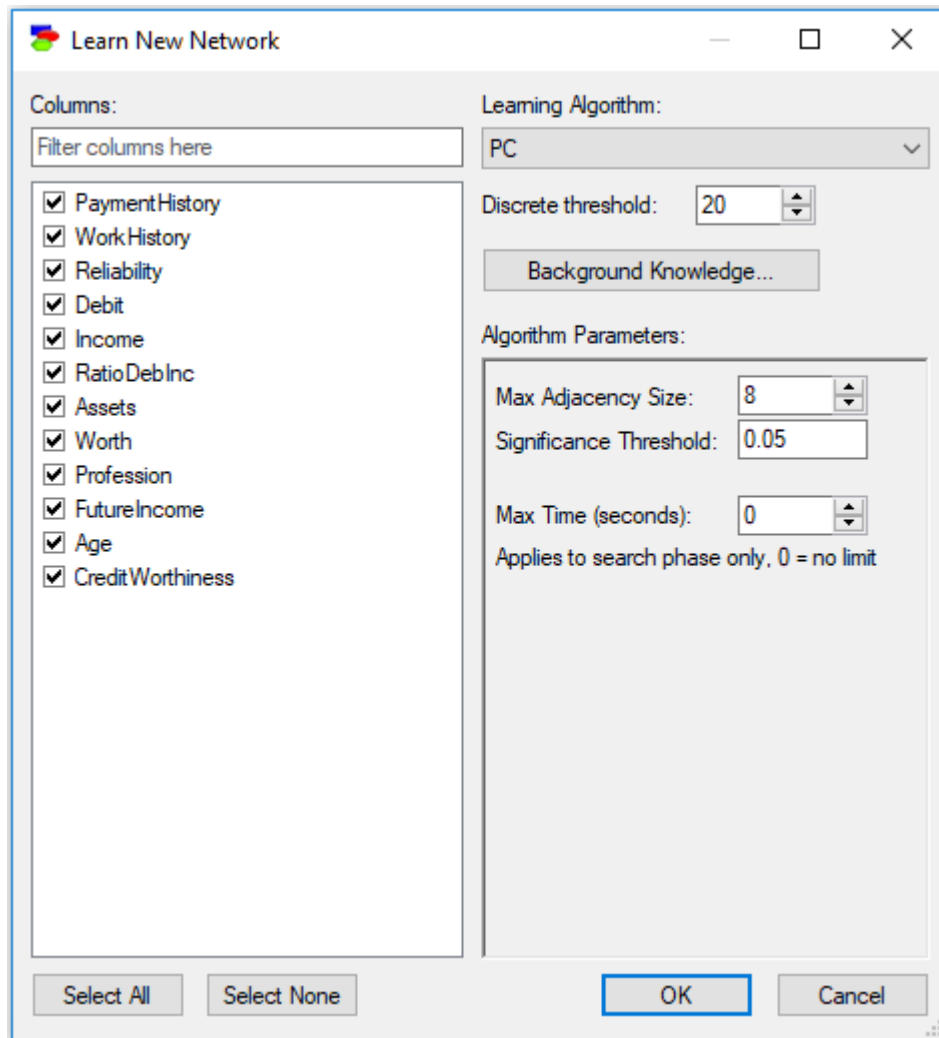 Learn New Network
Columns:
Filter columns here
PaymentHistory
WorkHistory
Reliability
Debit
Income
RatioDebInc
Assets
Worth
Profession
FutureIncome
Age
CreditWorthiness
Select All
Select None
Learning Algorithm:
PC
Discrete threshold: 20
Background Knowledge...
Algorithm Parameters:
Max Adjacency Size: 8
Significance Threshold: 0.05
Max Time (seconds): 0
Applies to search phase only, 0 = no limit
OK
Cancel